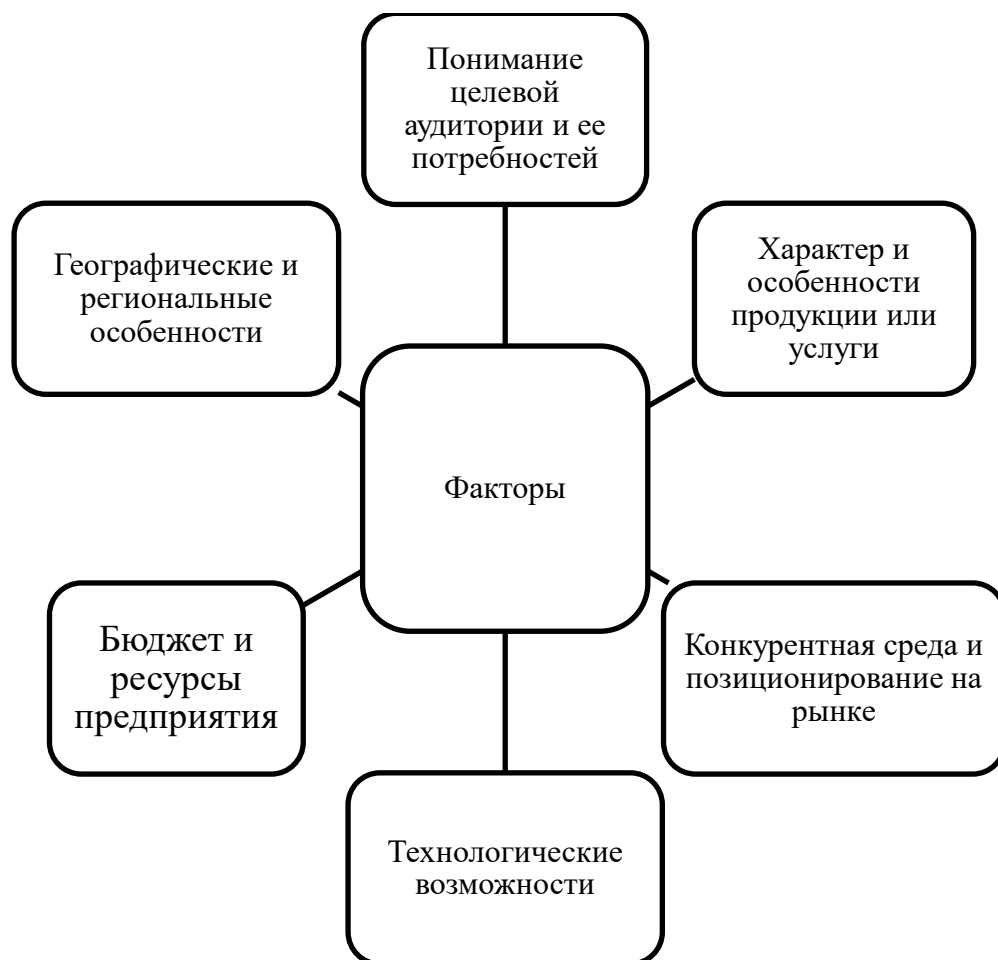 Понимание
целевой
аудитории и ее
потребностей
Географические и
региональные
особенности
Характер и
особенности
продукции или
услуги
Факторы
Бюджет и
ресурсы
предприятия
Конкурентная среда и
позиционирование на
рынке
Технологические
возможности